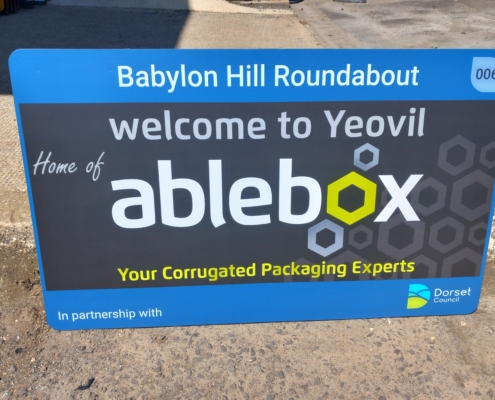 Babylon Hill Roundabout
006
welcome to Yeovil
Home of
ablebox
Your Corrugated Packaging Experts
In partnership with
Dorset
Council